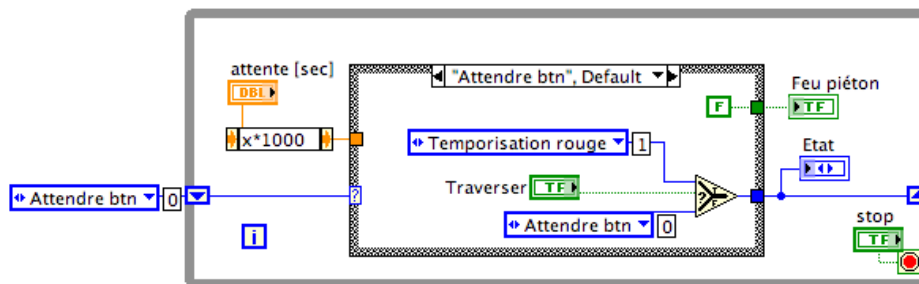 attente [sec]
DBL
x*1000
"Attendre btn", Default
F
Feu piéton
TF
Temporisation rouge
1
Etat
Traverser
TF
?
T
F
Attendre btn
0
?
Attendre btn
0
i
stop
TF